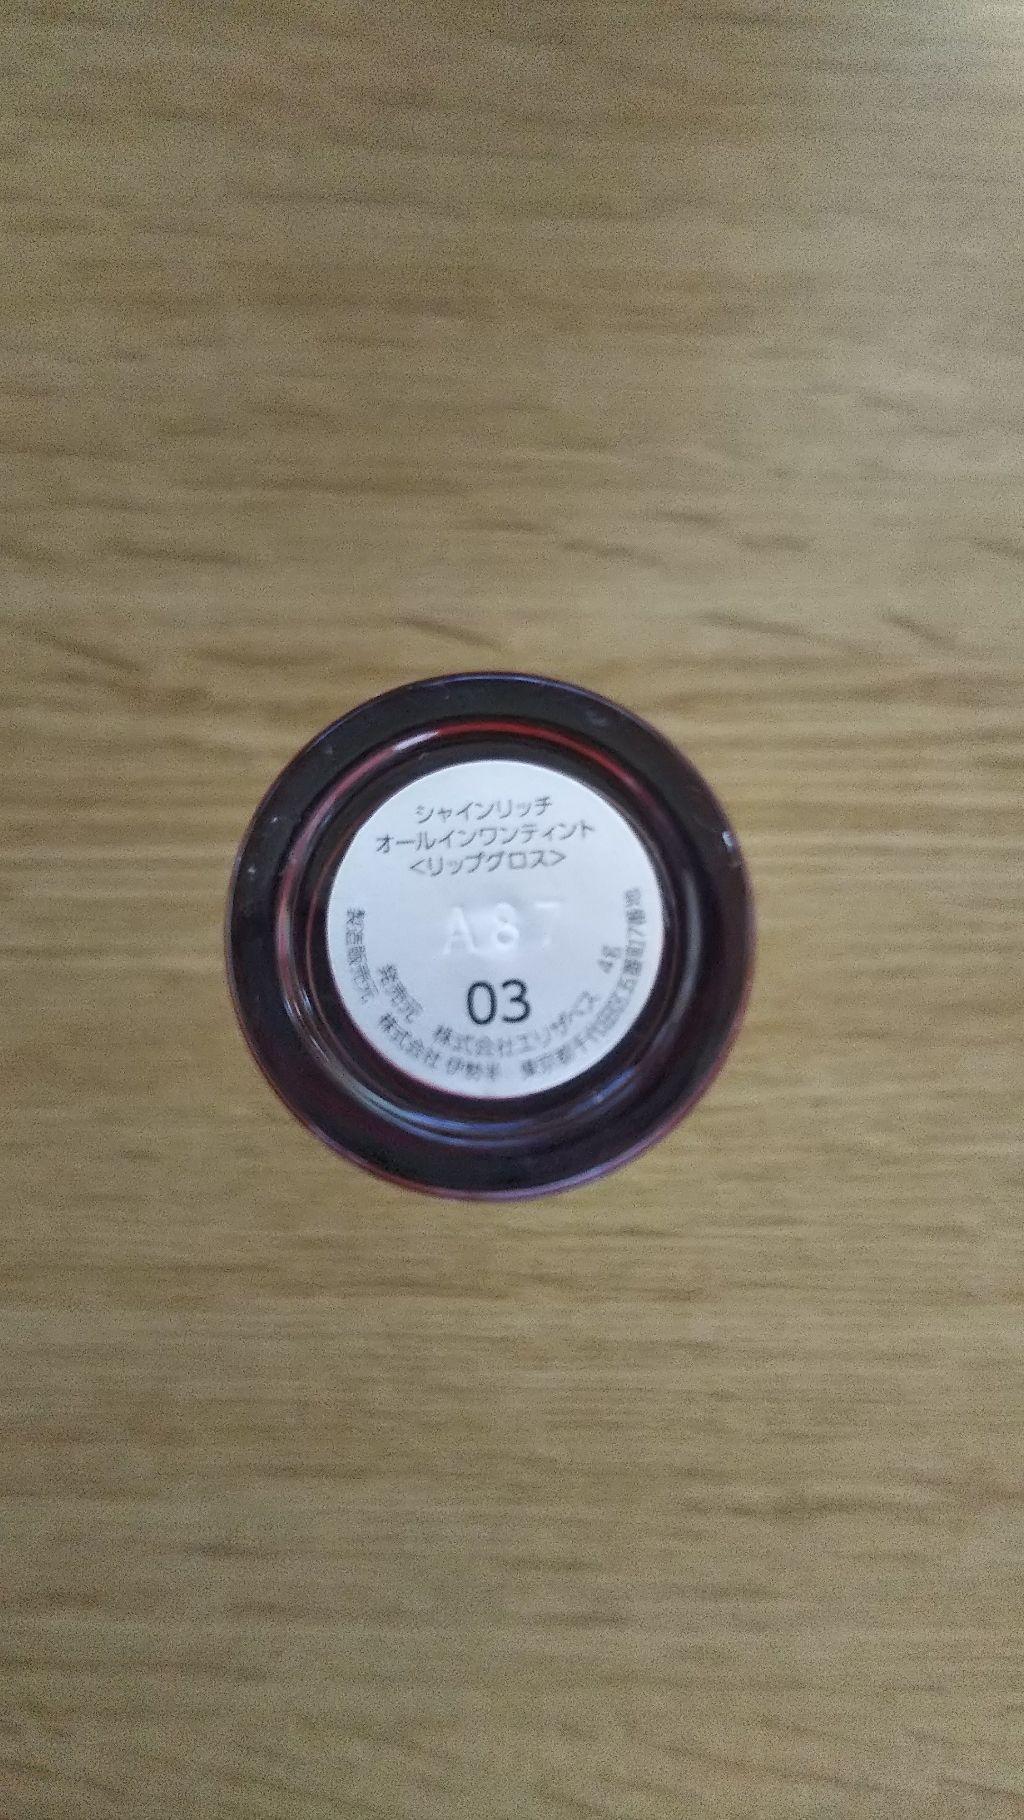 シャインリッチ
オールインワンティント
<リップグロス>
A87
03
発売元 株式会社エリザベス 4g
製造販売元 株式会社 伊勢半 東京都千代田区五番町7番地